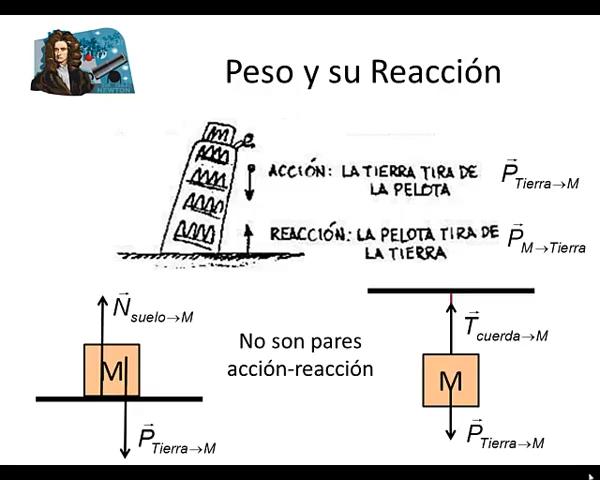 NEWTON
Peso y su Reacción
ACCIÓN: LA TIERRA TIRA DE
LA PELOTA
P⃗ Tierra→M
REACCIÓN: LA PELOTA TIRA DE
LA TIERRA
P⃗ M→Tierra
N⃗ suelo→M
M
P⃗ Tierra→M
No son pares
acción-reacción
T⃗ cuerda→M
M
P⃗ Tierra→M